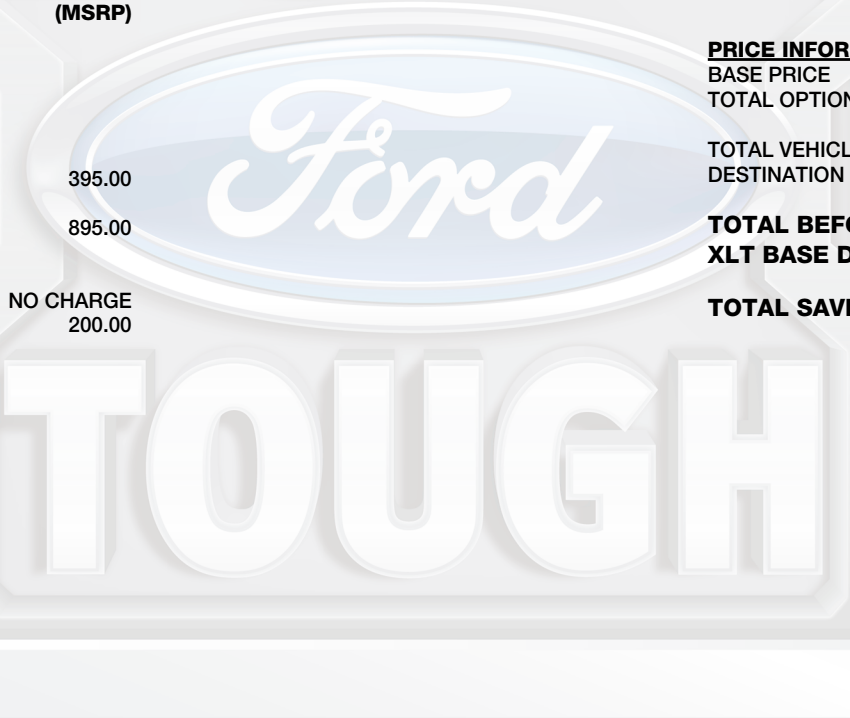 (MSRP)
395.00
895.00
NO CHARGE
200.00
PRICE INFOR
BASE PRICE
TOTAL OPTION
TOTAL VEHICL
DESTINATION
TOTAL BEFO
XLT BASE D
TOTAL SAVI
Ford
TOUGH